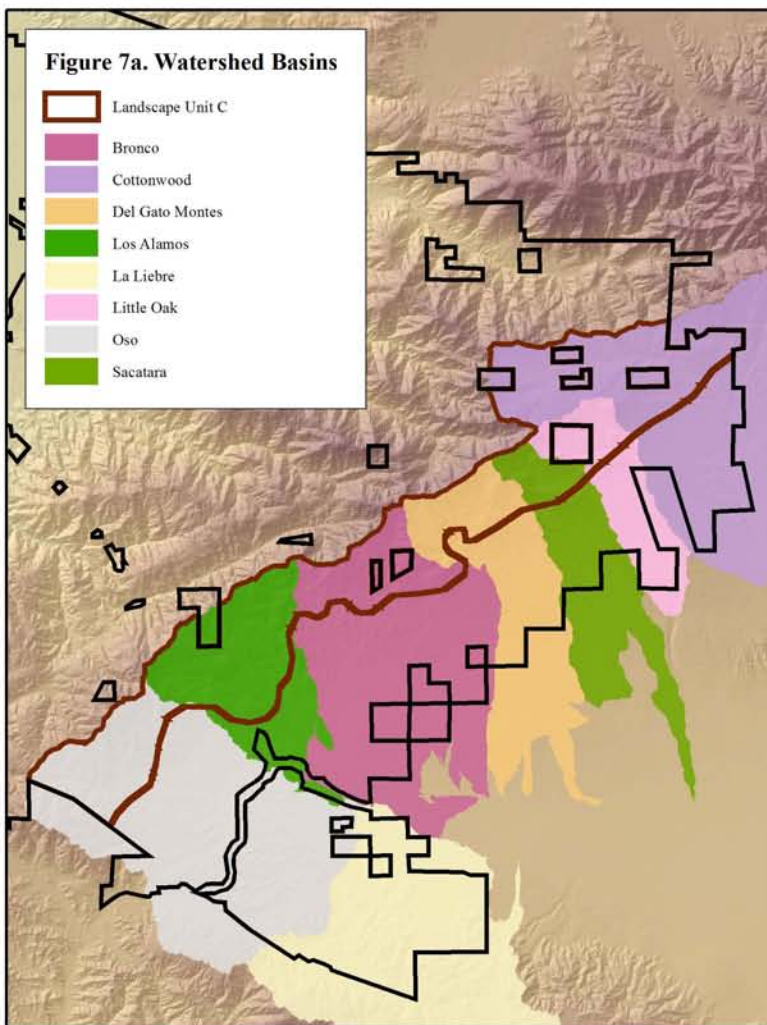 Figure 7a. Watershed Basins
Landscape Unit C
Bronco
Cottonwood
Del Gato Montes
Los Alamos
La Liebre
Little Oak
Oso
Sacatara